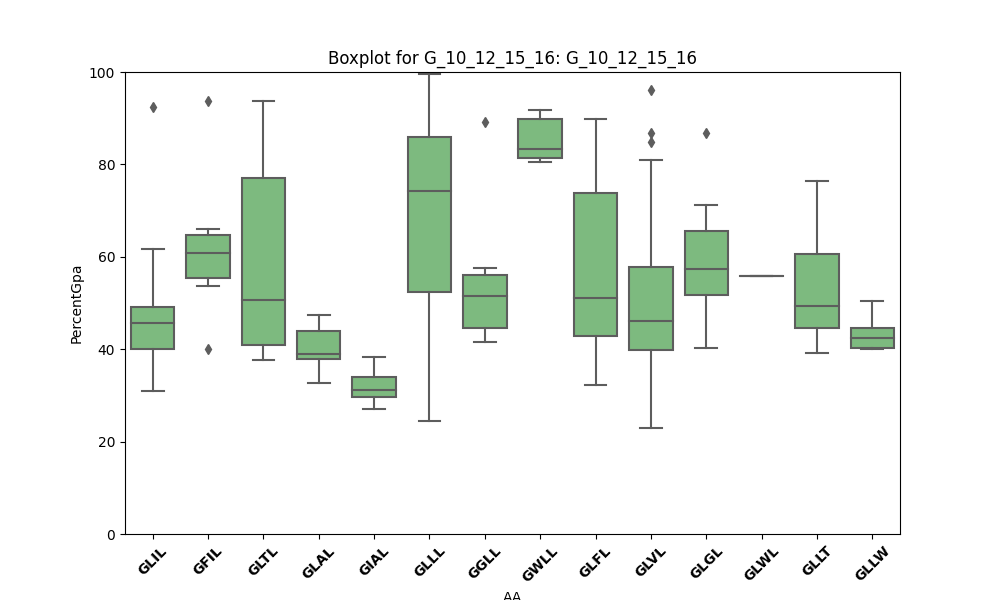 Boxplot for G_10_12_15_16: G_10_12_15_16
100
80
60
40
20
0
PercentGpa
GLIL GFIL GLTL GLAL GIAL GLLL GGLL GWLL GLFL GLVL GLGL GLWL GLLT GLLW
AA